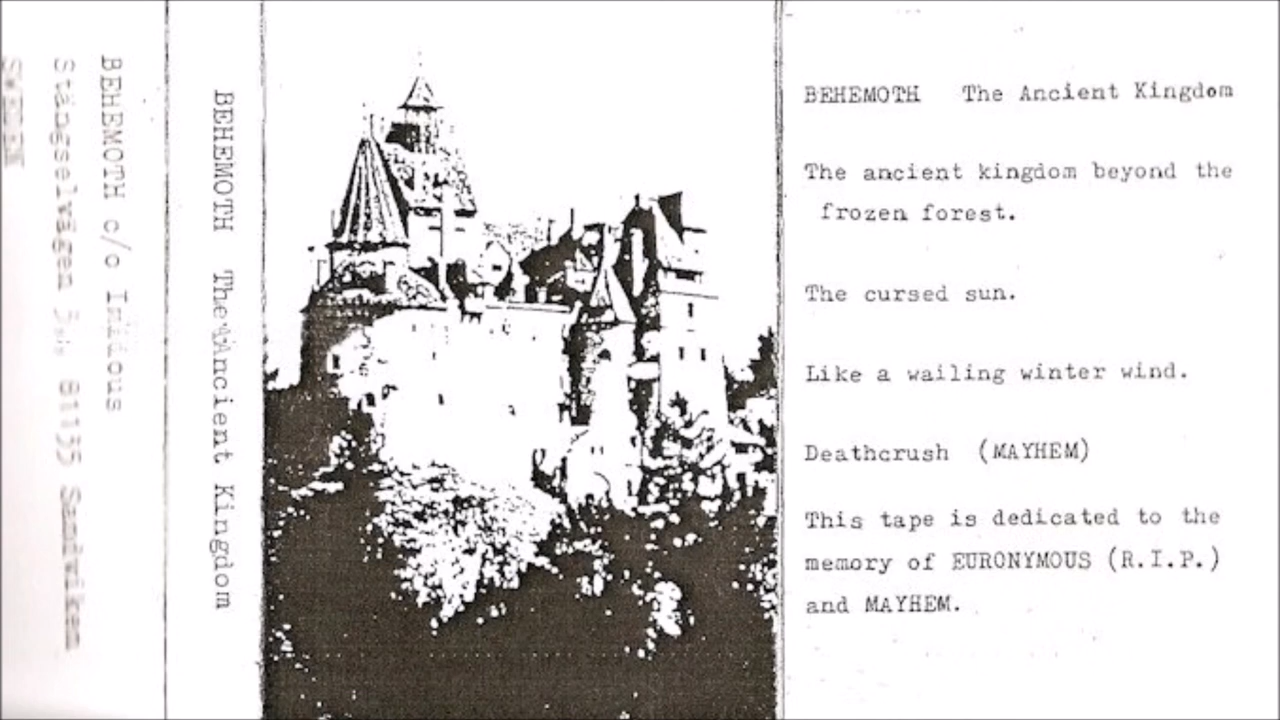 BEHEMOTH c/o Infious
Stångselvägen 81135 Sandviken
SWEDEN
BEHEMOTH The Ancient Kingdom
BEHEMOTH The Ancient Kingdom
The ancient kingdom beyond the
frozen forest.
The cursed sun.
Like a wailing winter wind.
Deathcrush (MAYHEM)
This tape is dedicated to the
memory of EURONYMOUS (R.I.P.)
and MAYHEM.